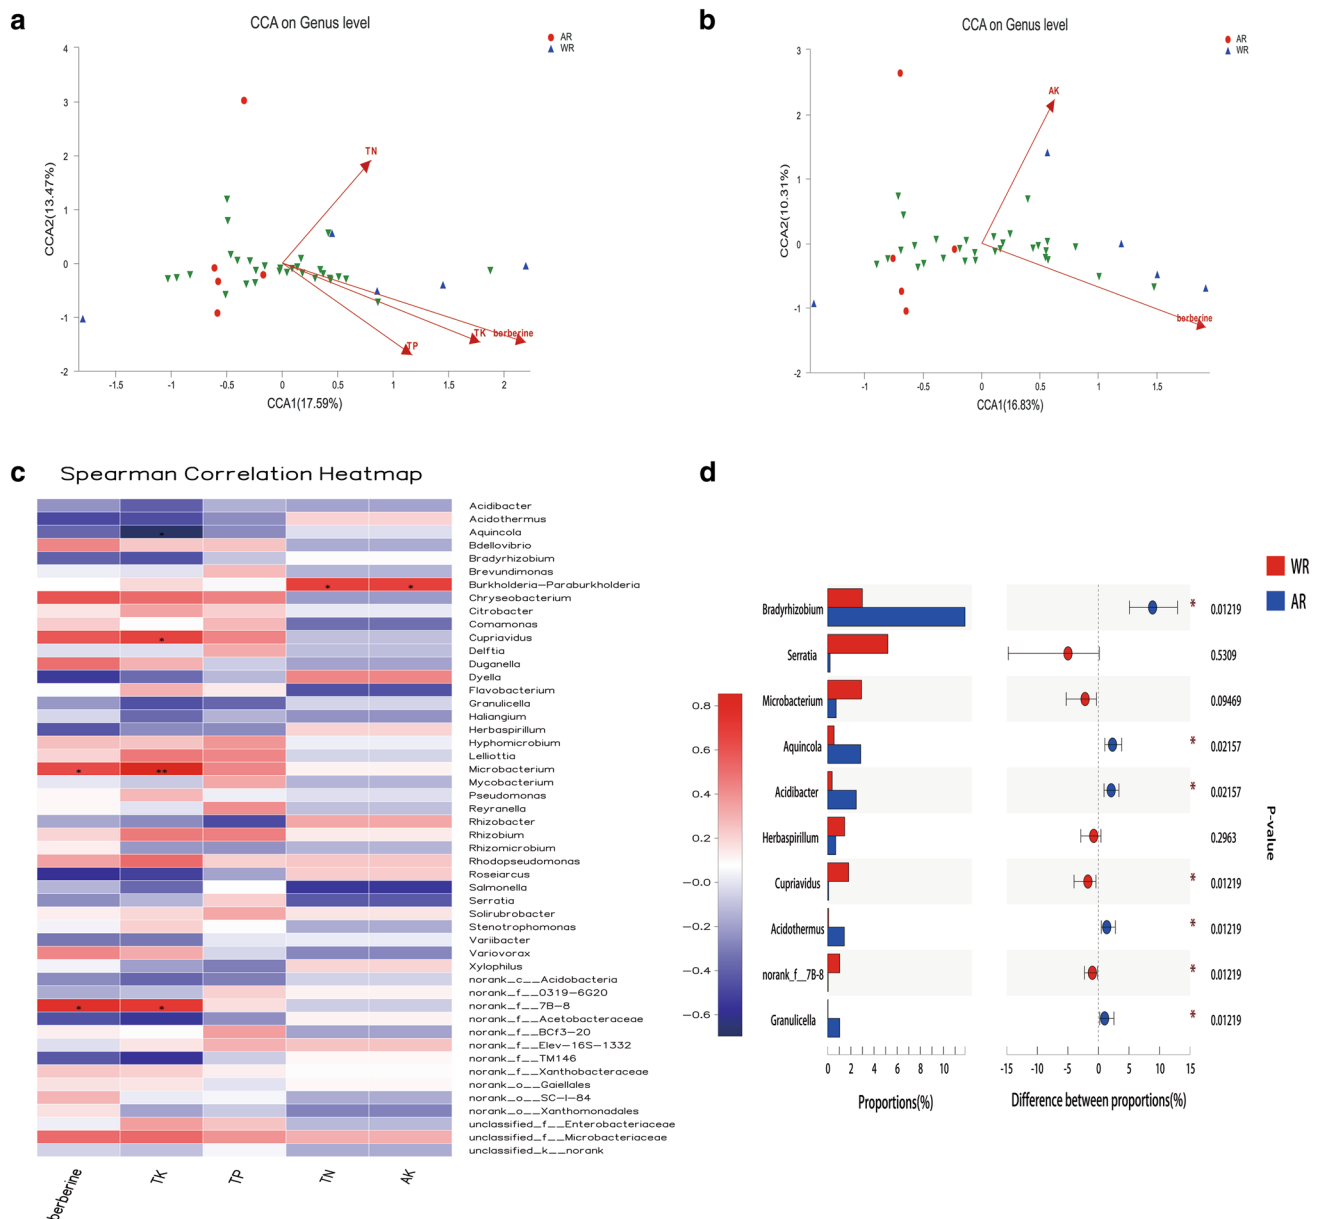 a
CCA on Genus level
AR
WR
4
3
2
1
0
-1
-2
CCA2(13.47%)
TN
TK
berberine
TP
-1.5
-1
-0.5
0
0.5
1
1.5
2
CCA1(17.59%)
b
CCA on Genus level
AR
WR
3
2
1
0
-1
-2
CCA2(10.31%)
AK
berberine
-1
-0.5
0
0.5
1
1.5
CCA1(16.83%)
c
Spearman Correlation Heatmap
Acidibacter
Acidothermus
* Aquincola
Bdellovibrio
Bradyrhizobium
Brevundimonas
* * Burkholderia-Paraburkholderia
Chryseobacterium
Citrobacter
Comamonas
* Cupriavidus
Delftia
Duganella
Dyella
Flavobacterium
Granulicella
Haliangium
Herbaspirillum
Hyphomicrobium
Lelliottia
* ** Microbacterium
Mycobacterium
Pseudomonas
Reyranella
Rhizobacter
Rhizobium
Rhizomicrobium
Rhodopseudomonas
Roseiarcus
Salmonella
Serratia
Solirubrobacter
Stenotrophomonas
Variibacter
Variovorax
Xylophilus
norank_c__Acidobacteria
norank_f__0319-6G20
* * norank_f__7B-8
norank_f__Acetobacteraceae
norank_f__BCf3-20
norank_f__Elev-16S-1332
norank_f__TM146
norank_f__Xanthobacteraceae
norank_o__Gaiellales
norank_o__SC-I-84
norank_o__Xanthomonadales
unclassified_f__Enterobacteriaceae
unclassified_f__Microbacteriaceae
unclassified_k__norank
berberine
TK
TP
TN
AK
0.8
0.6
0.4
0.2
-0.0
-0.2
-0.4
-0.6
d
WR
AR
Bradyrhizobium * 0.01219
Serratia 0.5309
Microbacterium 0.09469
Aquincola * 0.02157
Acidibacter * 0.02157
Herbaspirillum 0.2963
Cupriavidus * 0.01219
Acidothermus * 0.01219
norank_f__7B-8 * 0.01219
Granulicella * 0.01219
P-value
0 2 4 6 8 10
Proportions(%)
-15 -10 -5 0 5 10 15
Difference between proportions(%)